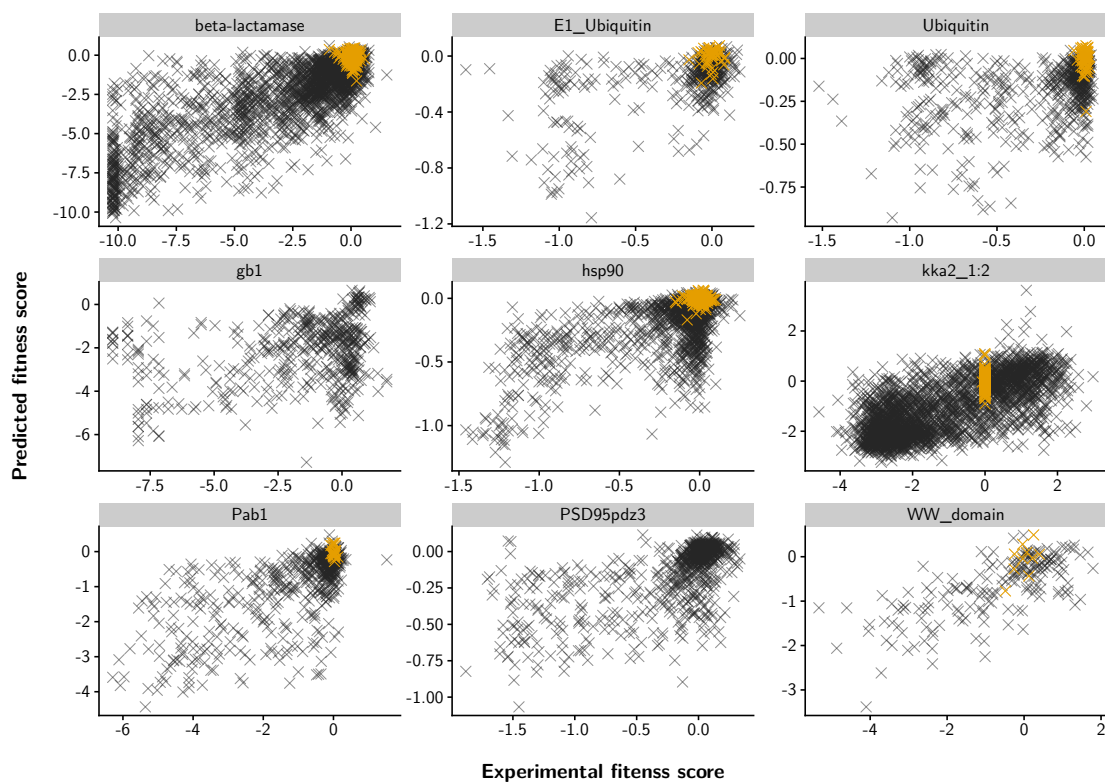 beta-lactamase E1_Ubiquitin Ubiquitin
0.0 0.0 0.00
-2.5 -0.4 -0.25
-5.0 -0.8 -0.50
-7.5 -1.2 -0.75
-10.0
-10.0 -7.5 -5.0 -2.5 0.0 -1.5 -1.0 -0.5 0.0 -1.5 -1.0 -0.5 0.0
gb1 hsp90 kka2_1:2
0 0.0 2
-2 -0.5 0
-4 -1.0 -2
-6
-7.5 -5.0 -2.5 0.0 -1.5 -1.0 -0.5 0.0 -4 -2 0 2
Pab1 PSD95pdz3 WW_domain
0 0.00 0
-1 -0.25 -1
-2 -0.50 -2
-3 -0.75 -3
-4 -1.00
-6 -4 -2 0 -1.5 -1.0 -0.5 0.0 -4 -2 0 2
Predicted fitness score
Experimental fitenss score